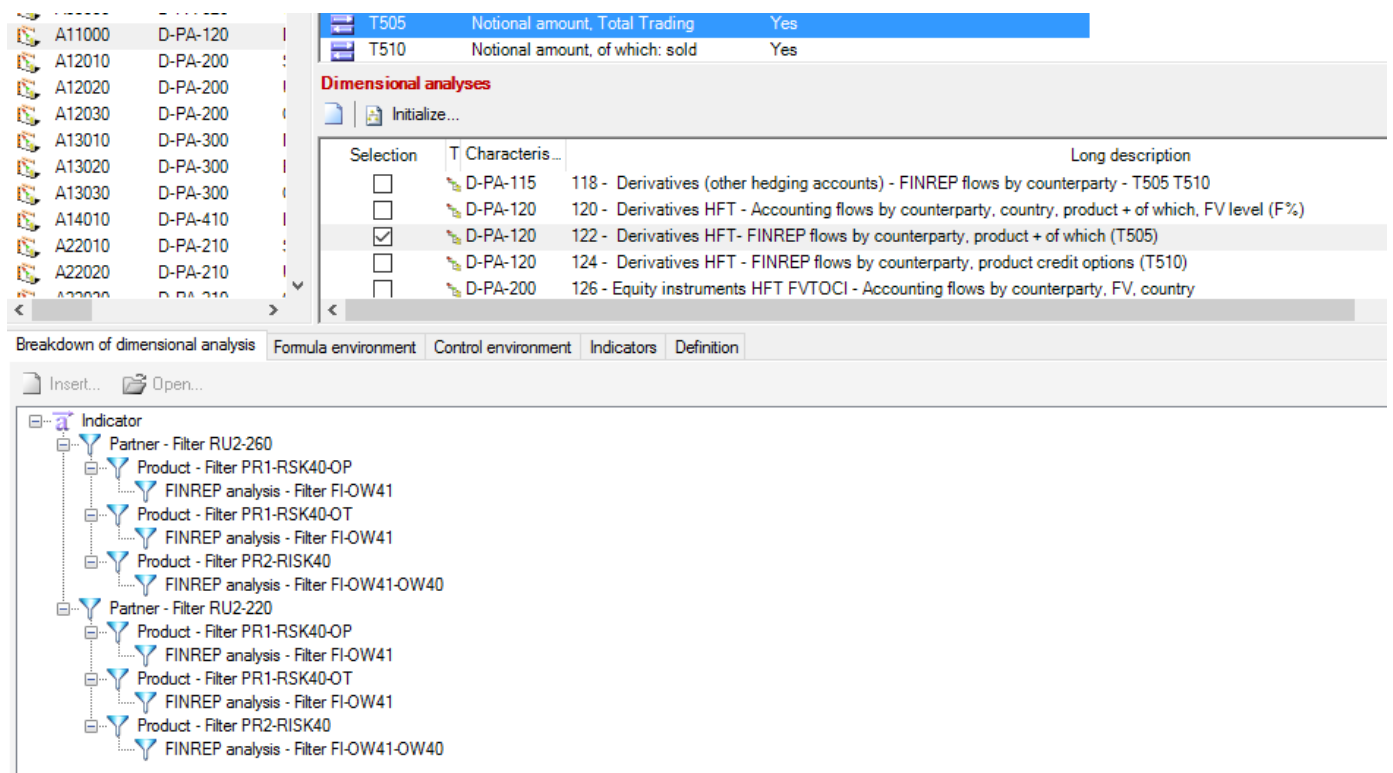 T505 Notional amount, Total Trading Yes
T510 Notional amount, of which: sold Yes
A11000 D-PA-120
A12010 D-PA-200
A12020 D-PA-200
A12030 D-PA-200
A13010 D-PA-300
A13020 D-PA-300
A13030 D-PA-300
A14010 D-PA-410
A22010 D-PA-210
A22020 D-PA-210
Dimensional analyses
Initialize...
Selection T Characteris... Long description
D-PA-115 118 - Derivatives (other hedging accounts) - FINREP flows by counterparty - T505 T510
D-PA-120 120 - Derivatives HFT - Accounting flows by counterparty, country, product + of which, FV level (F%)
D-PA-120 122 - Derivatives HFT- FINREP flows by counterparty, product + of which (T505)
D-PA-120 124 - Derivatives HFT - FINREP flows by counterparty, product credit options (T510)
D-PA-200 126 - Equity instruments HFT FVTOCI - Accounting flows by counterparty, FV, country
Breakdown of dimensional analysis Formula environment Control environment Indicators Definition
Insert... Open...
Indicator
Partner - Filter RU2-260
Product - Filter PR1-RSK40-OP
FINREP analysis - Filter FI-OW41
Product - Filter PR1-RSK40-OT
FINREP analysis - Filter FI-OW41
Product - Filter PR2-RISK40
FINREP analysis - Filter FI-OW41-OW40
Partner - Filter RU2-220
Product - Filter PR1-RSK40-OP
FINREP analysis - Filter FI-OW41
Product - Filter PR1-RSK40-OT
FINREP analysis - Filter FI-OW41
Product - Filter PR2-RISK40
FINREP analysis - Filter FI-OW41-OW40